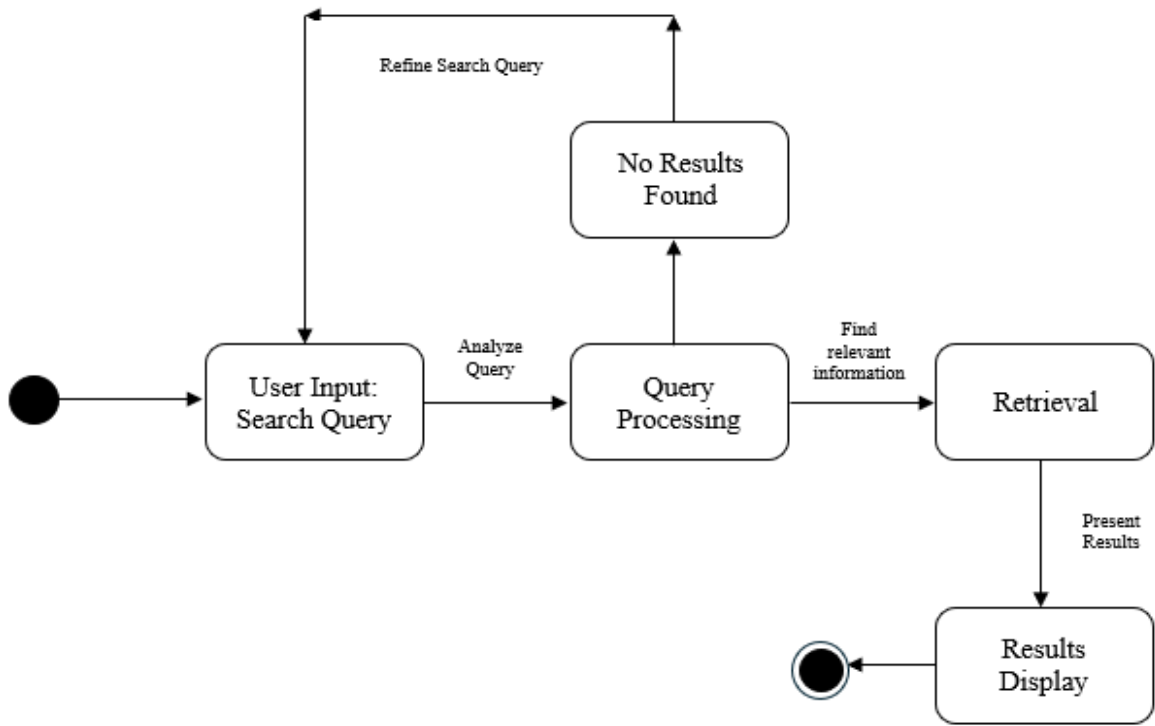 Refine Search Query
No Results
Found
User Input:
Search Query
Analyze
Query
Query
Processing
Find
relevant
information
Retrieval
Present
Results
Results
Display